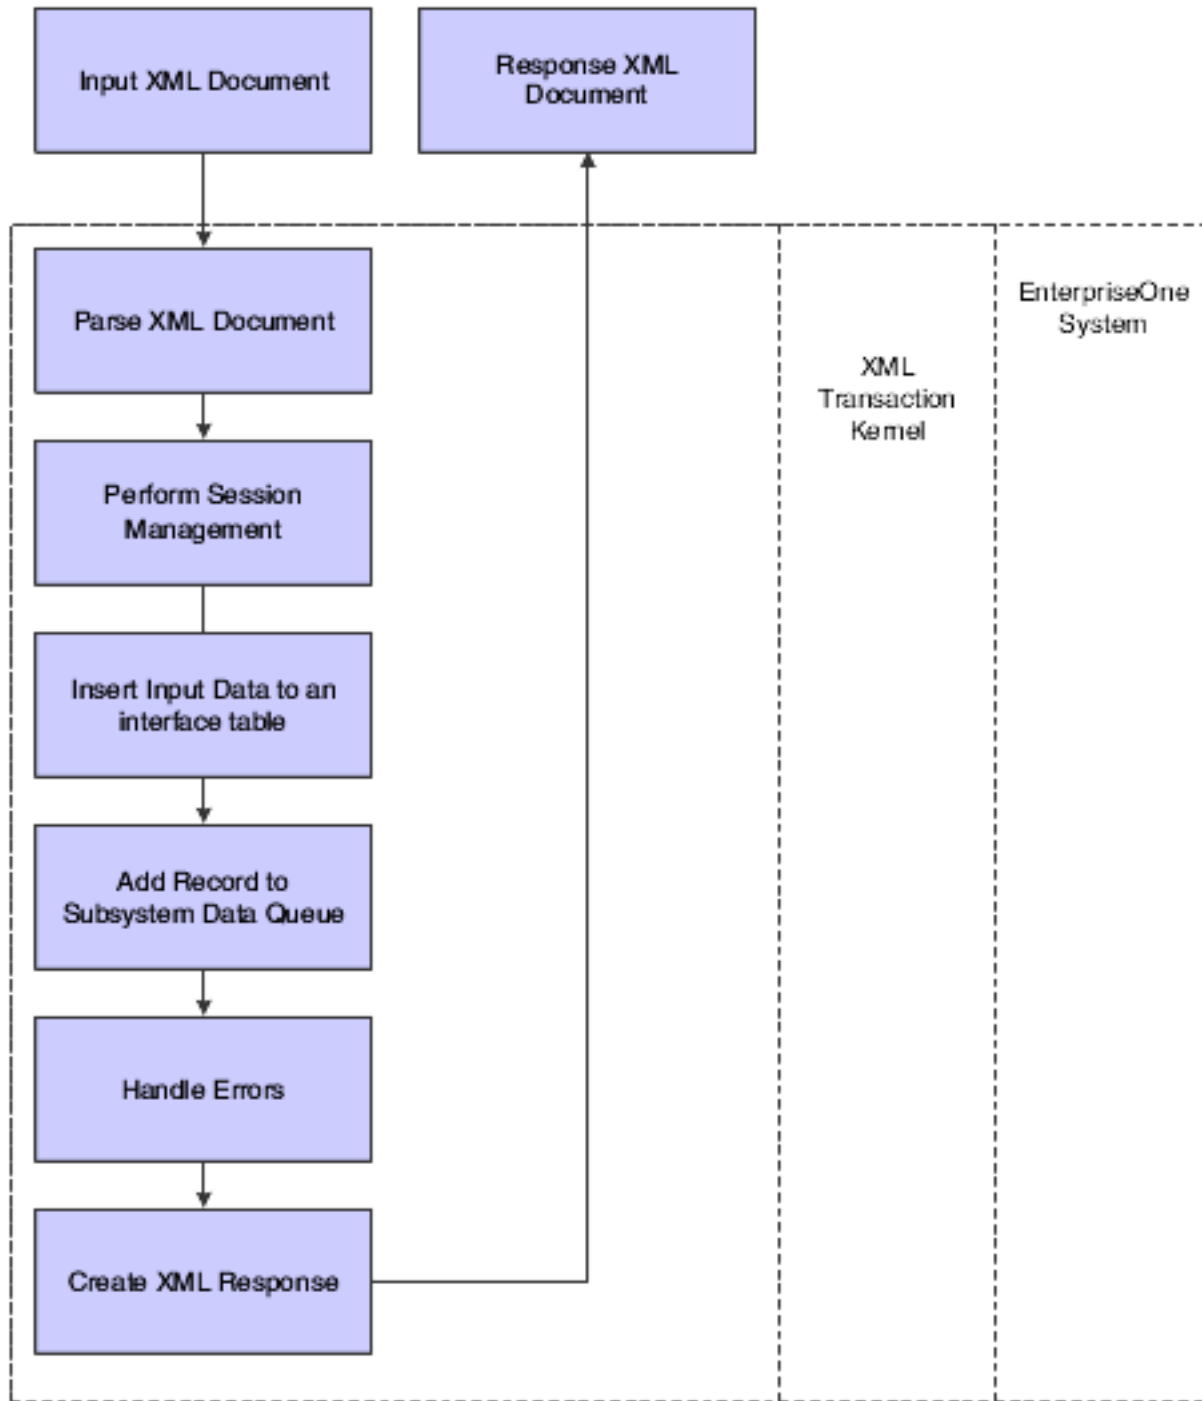 Input XML Document
Response XML
Document
Parse XML Document
EnterpriseOne
System
XML
Transaction
Kernel
Perform Session
Management
Insert Input Data to an
interface table
Add Record to
Subsystem Data Queue
Handle Errors
Create XML Response